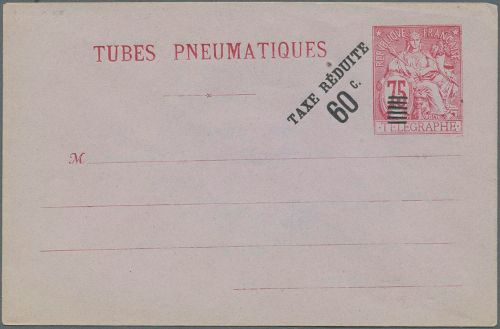 TUBES PNEUMATIQUES
TAXE RÉDUITE
60 c.
RÉPUBLIQUE FRANÇAISE
75
TÉLÉGRAPHE
M